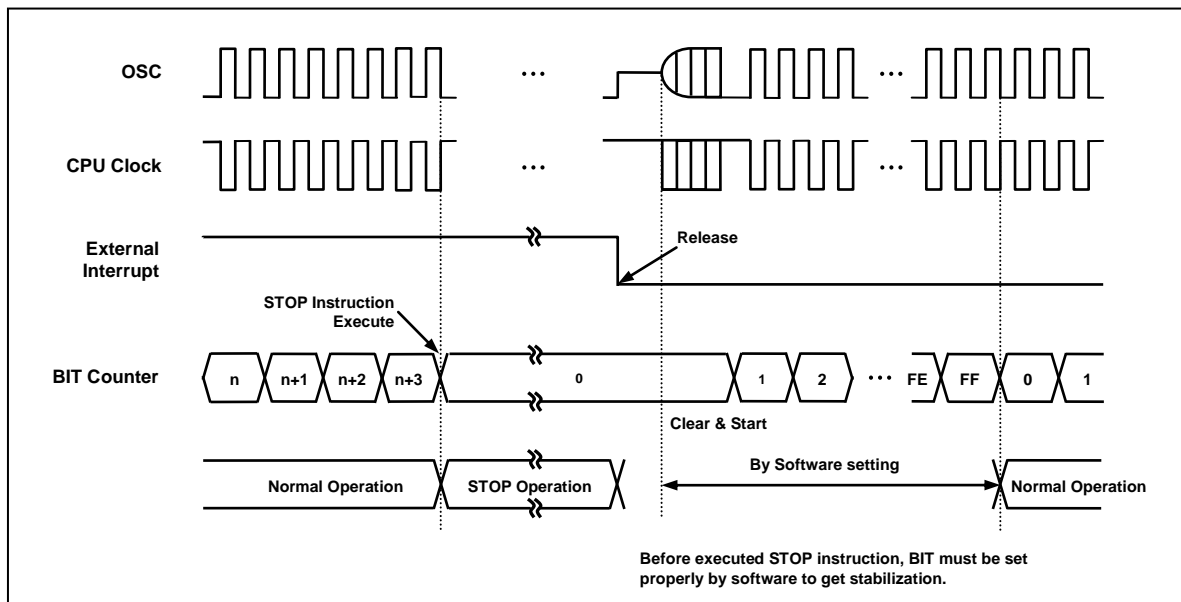 OSC
...
...
CPU Clock
...
...
External
Interrupt
Release
STOP Instruction
Execute
BIT Counter
n
n+1
n+2
n+3
0
1
2
...
FE
FF
0
1
Clear & Start
Normal Operation
STOP Operation
By Software setting
Normal Operation
Before executed STOP instruction, BIT must be set
properly by software to get stabilization.